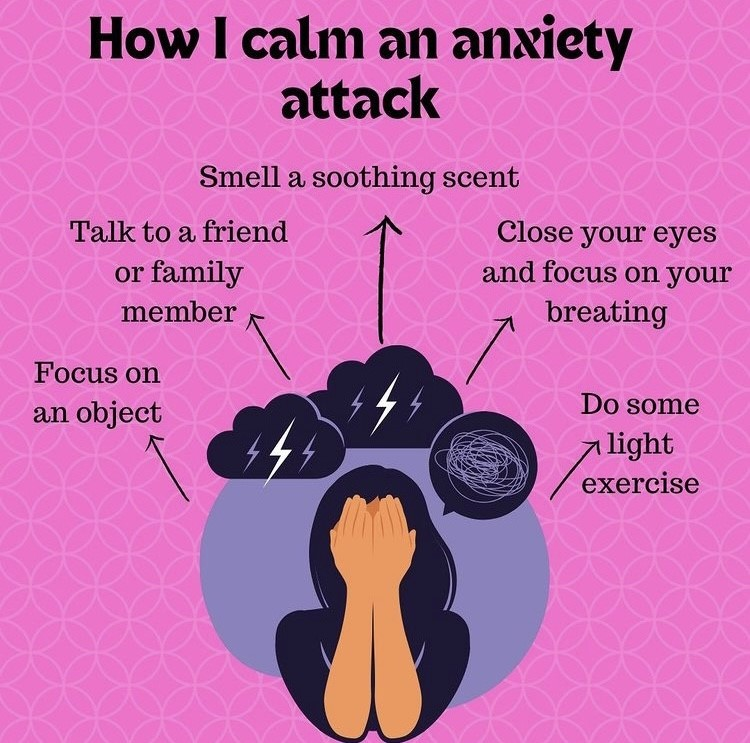 How I calm an anxiety
attack
Smell a soothing scent
Talk to a friend
or family
member
Close your eyes
and focus on your
breating
Focus on
an object
Do some
light
exercise